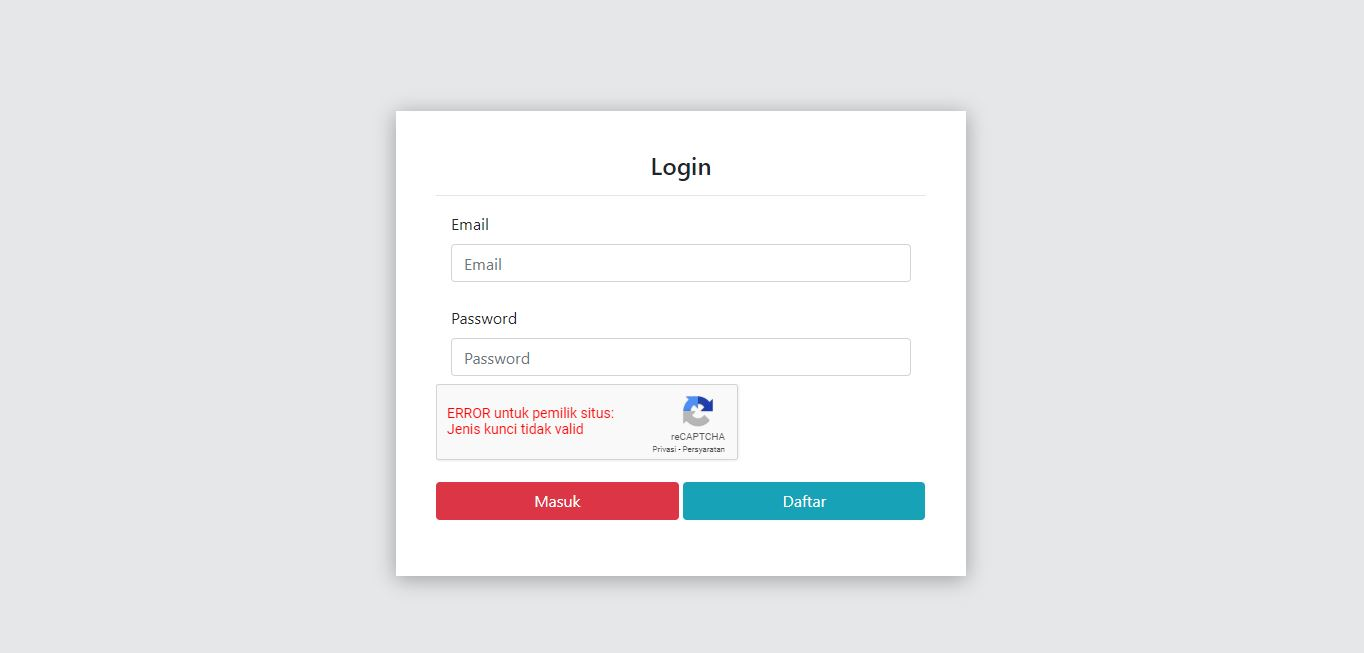 Login
Email
Email
Password
Password
ERROR untuk pemilik situs:
Jenis kunci tidak valid
reCAPTCHA
Privasi - Persyaratan
Masuk
Daftar